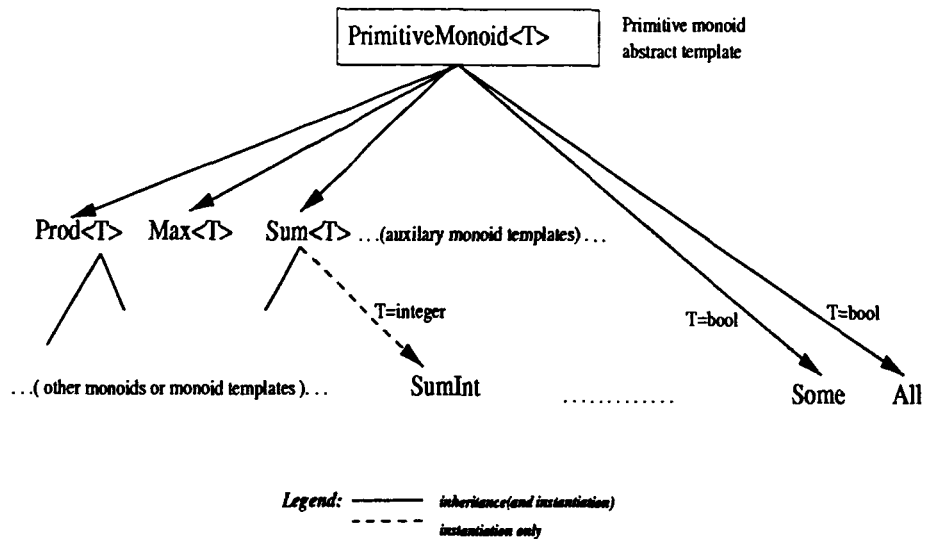 PrimitiveMonoid<T>
Primitive monoid
abstract template
Prod<T> Max<T> Sum<T> ...(auxilary monoid templates)...
T=integer
T=bool
T=bool
...( other monoids or monoid templates )...
SumInt
.............
Some
All
Legend:
inheritance(and instantiation)
instantiation only